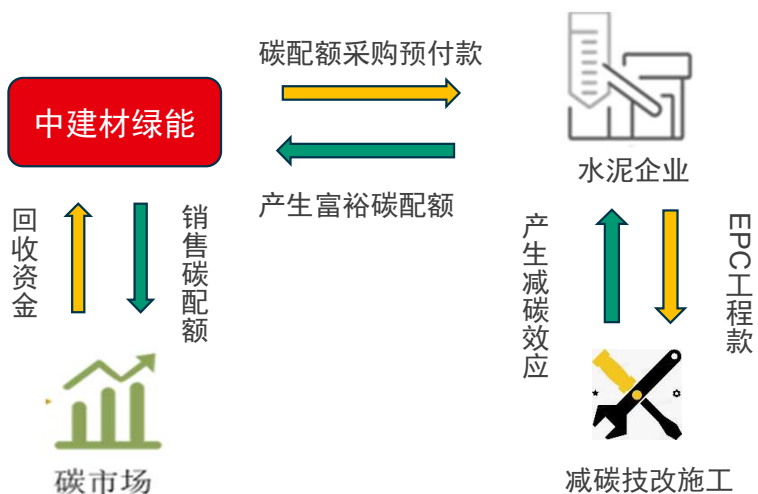 碳配额采购预付款
中建材绿能
水泥企业
产生富裕碳配额
回收资金
销售碳配额
产生减碳效应
EPC工程款
碳市场
减碳技改施工